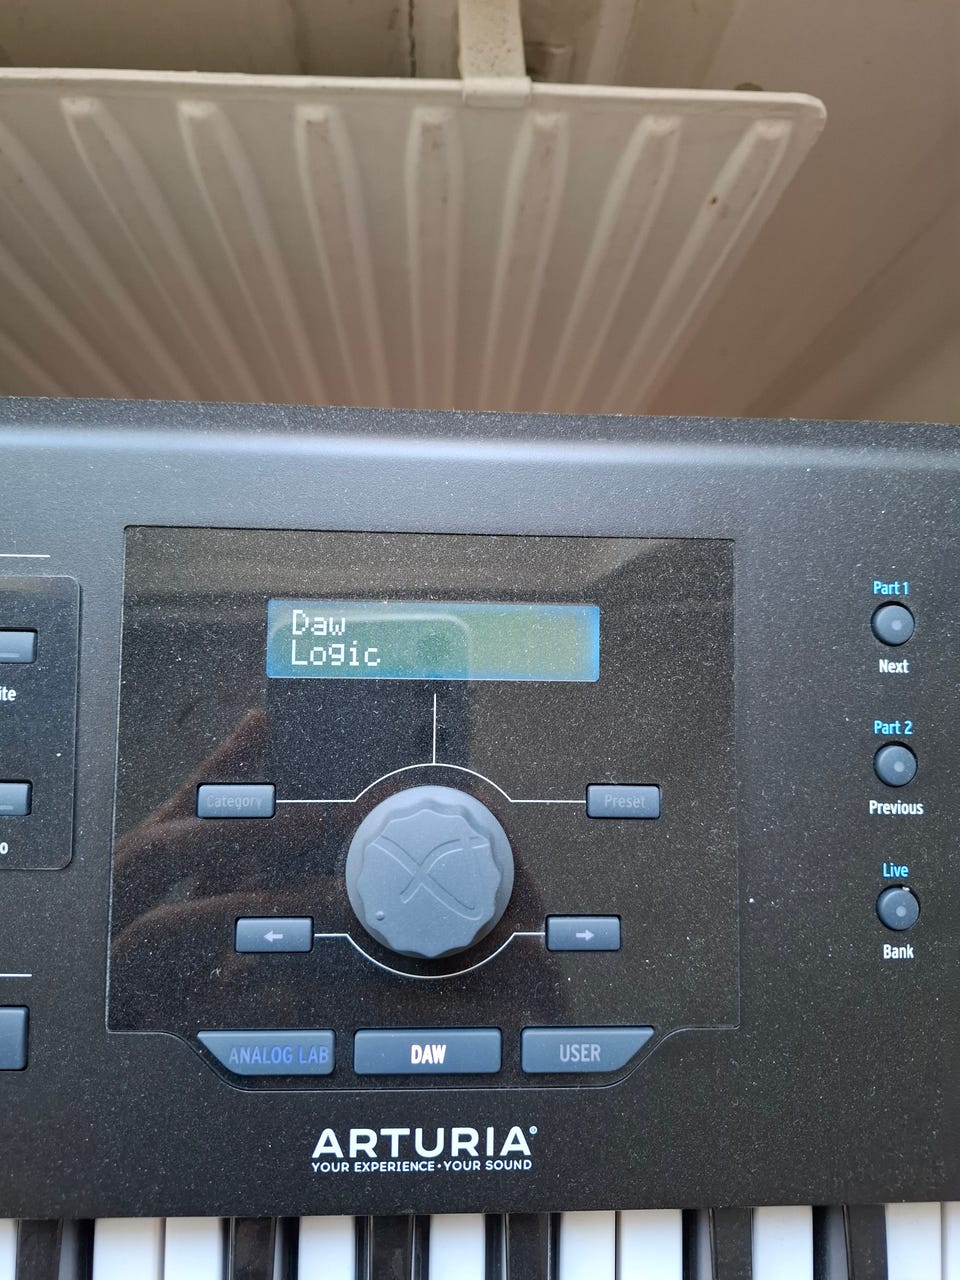 Daw
Logic
Part 1
Next
Part 2
Previous
Live
Bank
Category
Preset
←
→
ANALOG LAB
DAW
USER
ARTURIA®
YOUR EXPERIENCE • YOUR SOUND